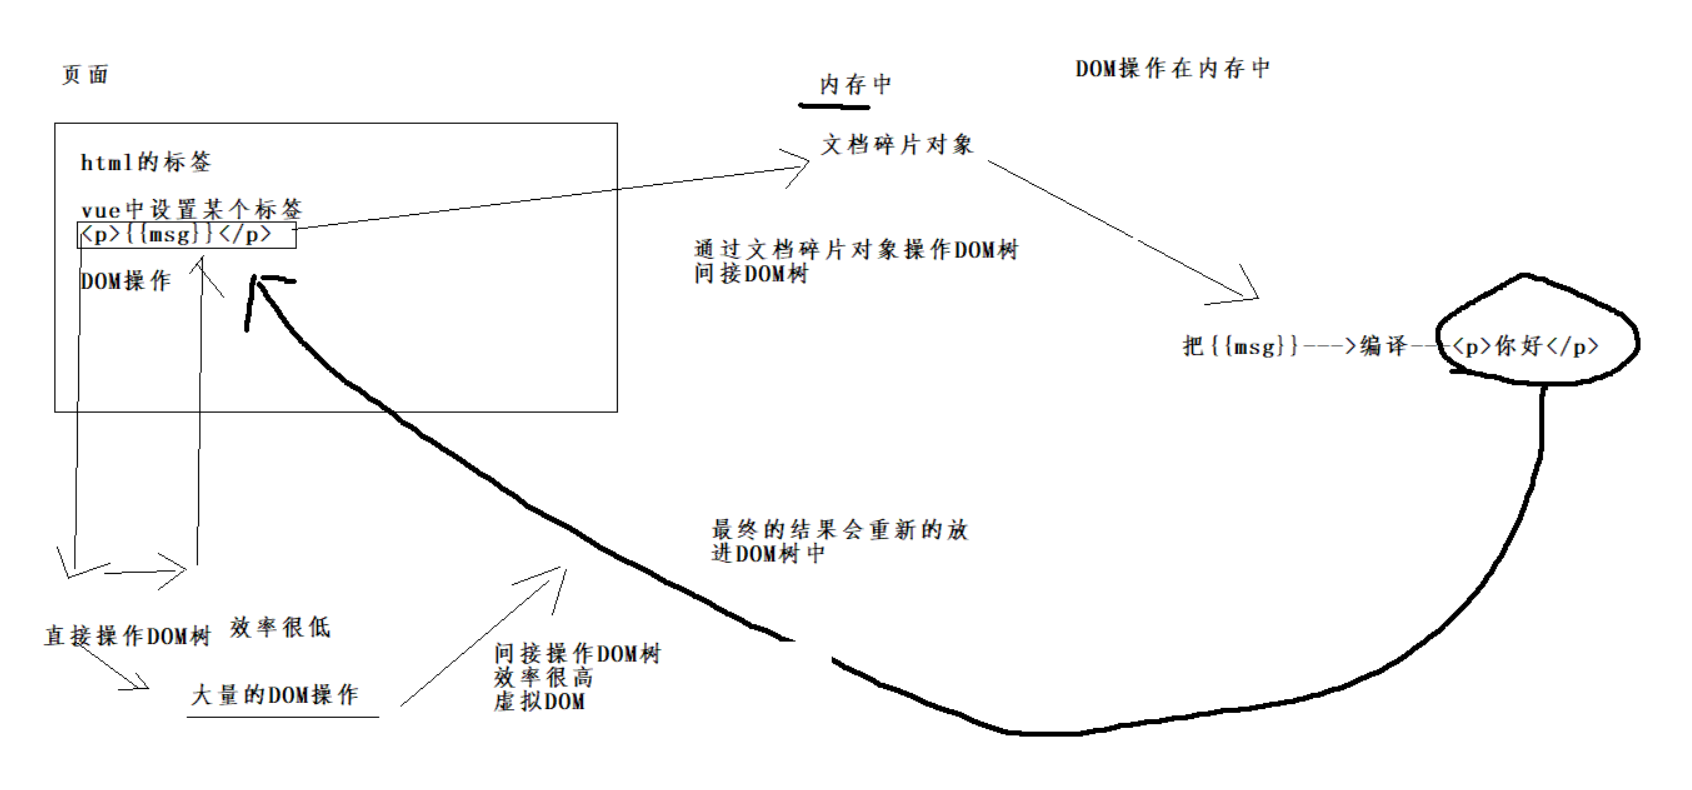 页面
内存中
DOM操作在内存中
文档碎片对象
html的标签
vue中设置某个标签
<p>{{msg}}</p>
DOM操作
通过文档碎片对象操作DOM树
间接DOM树
把{{msg}}--->编译---<p>你好</p>
最终的结果会重新的放
进DOM树中
直接操作DOM树 效率很低
大量的DOM操作
间接操作DOM树
效率很高
虚拟DOM